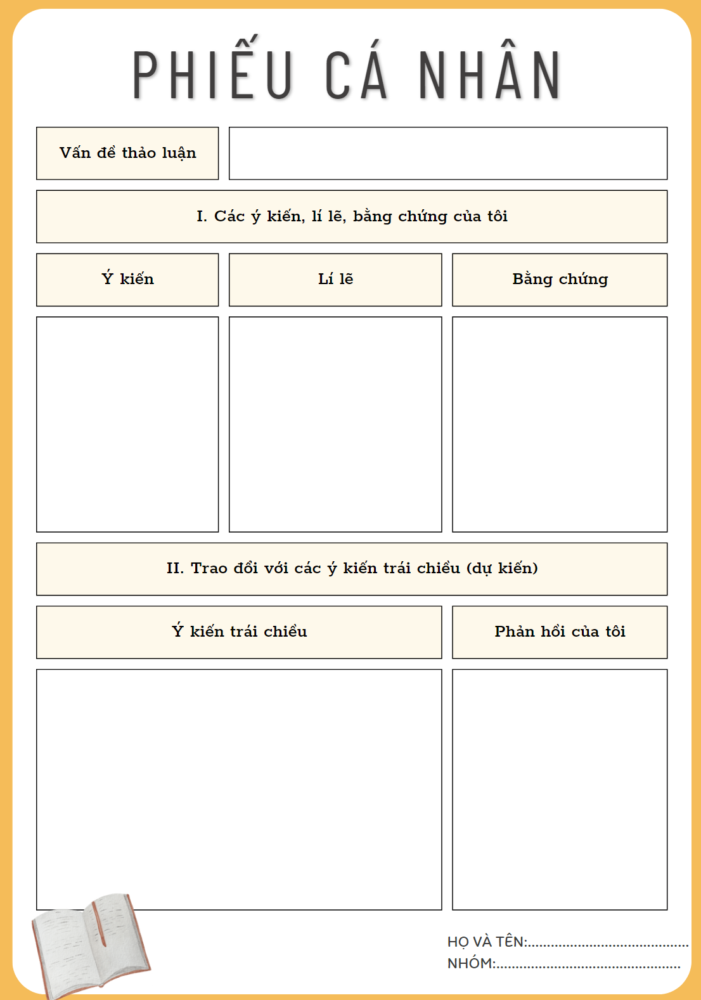 PHIẾU CÁ NHÂN
Vấn đề thảo luận
I. Các ý kiến, lí lẽ, bằng chứng của tôi
Ý kiến
Lí lẽ
Bằng chứng
II. Trao đổi với các ý kiến trái chiều (dự kiến)
Ý kiến trái chiều
Phản hồi của tôi
HỌ VÀ TÊN:..........................................
NHÓM:................................................